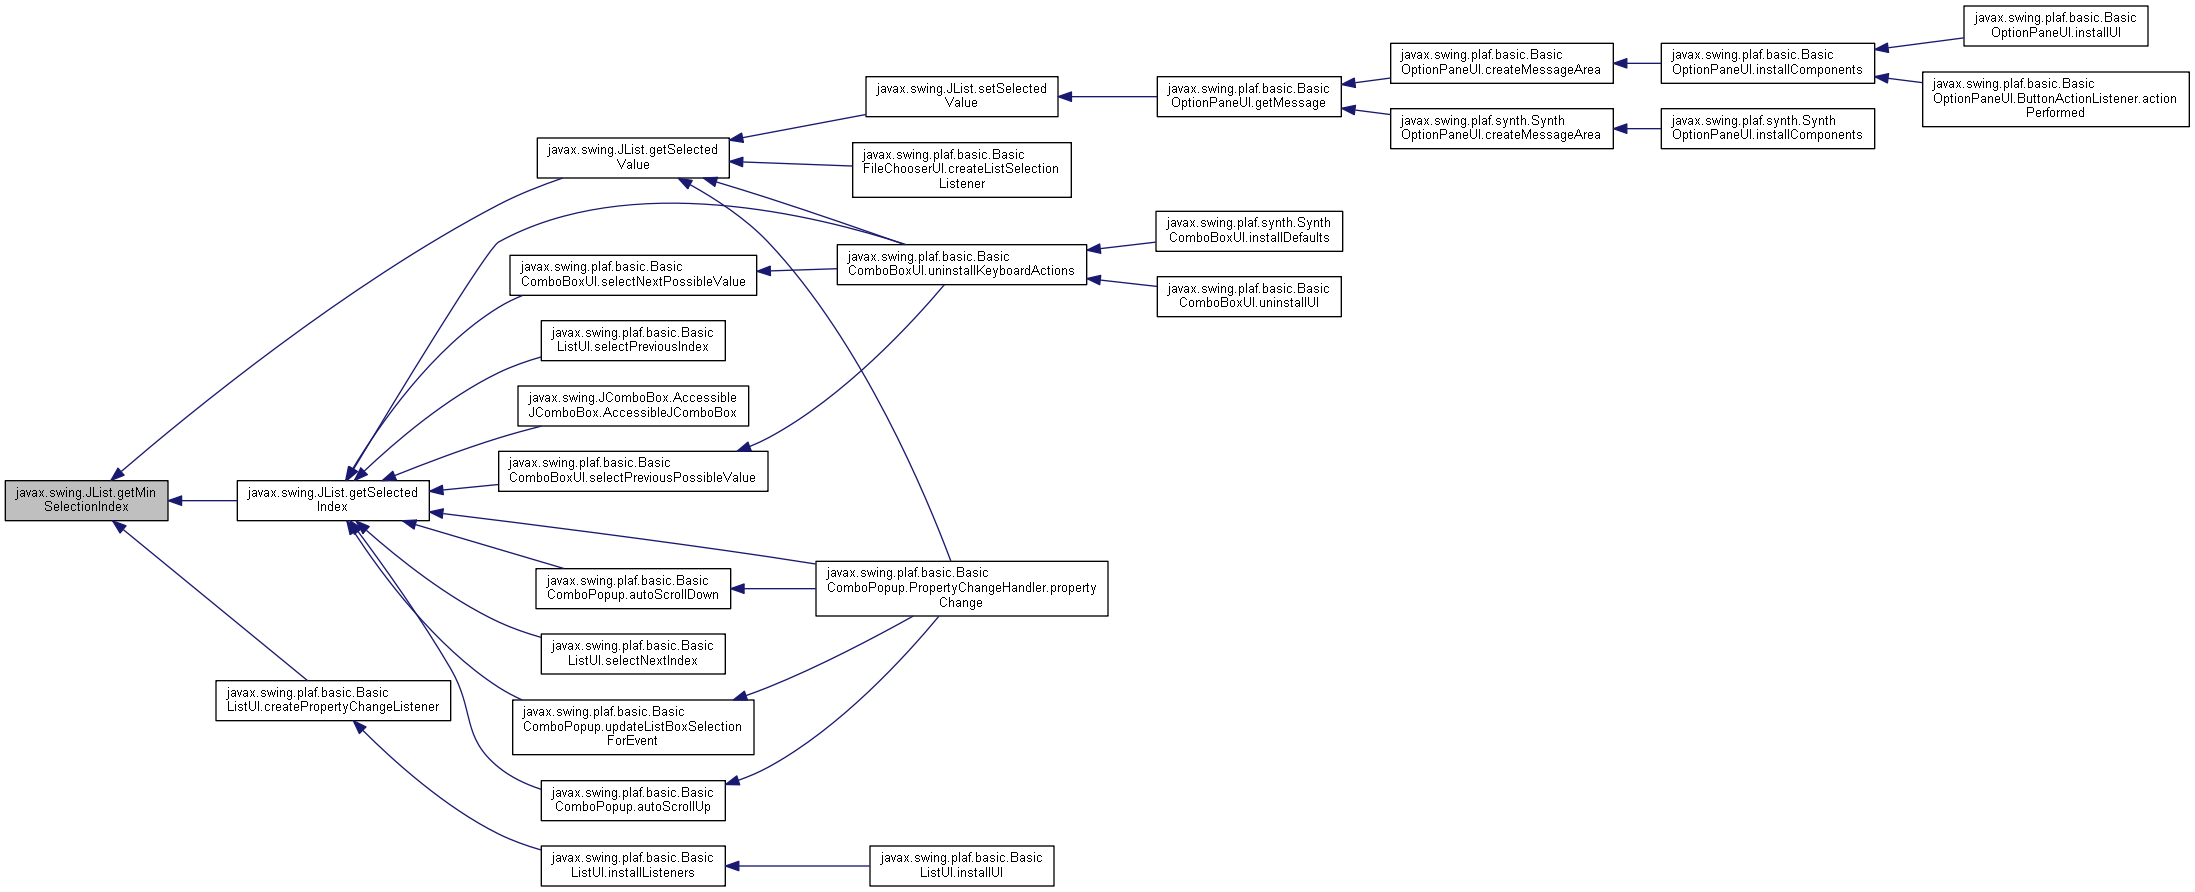 javax.swing.plaf.basic.Basic
OptionPaneUI.installUI
javax.swing.plaf.basic.Basic
OptionPaneUI.createMessageArea
javax.swing.plaf.basic.Basic
OptionPaneUI.installComponents
javax.swing.JList.setSelected
Value
javax.swing.plaf.basic.Basic
OptionPaneUI.getMessage
javax.swing.plaf.basic.Basic
OptionPaneUI.ButtonActionListener.action
Performed
javax.swing.plaf.synth.Synth
OptionPaneUI.createMessageArea
javax.swing.plaf.synth.Synth
OptionPaneUI.installComponents
javax.swing.JList.getSelected
Value
javax.swing.plaf.basic.Basic
FileChooserUI.createListSelection
Listener
javax.swing.plaf.synth.Synth
ComboBoxUI.installDefaults
javax.swing.plaf.basic.Basic
ComboBoxUI.selectNextPossibleValue
javax.swing.plaf.basic.Basic
ComboBoxUI.uninstallKeyboardActions
javax.swing.plaf.basic.Basic
ComboBoxUI.uninstallUI
javax.swing.plaf.basic.Basic
ListUI.selectPreviousIndex
javax.swing.JComboBox.Accessible
JComboBox.AccessibleJComboBox
javax.swing.plaf.basic.Basic
ComboBoxUI.selectPreviousPossibleValue
javax.swing.JList.getMin
SelectionIndex
javax.swing.JList.getSelected
Index
javax.swing.plaf.basic.Basic
ComboPopup.autoScrollDown
javax.swing.plaf.basic.Basic
ComboPopup.PropertyChangeHandler.property
Change
javax.swing.plaf.basic.Basic
ListUI.selectNextIndex
javax.swing.plaf.basic.Basic
ListUI.createPropertyChangeListener
javax.swing.plaf.basic.Basic
ComboPopup.updateListBoxSelection
ForEvent
javax.swing.plaf.basic.Basic
ComboPopup.autoScrollUp
javax.swing.plaf.basic.Basic
ListUI.installListeners
javax.swing.plaf.basic.Basic
ListUI.installUI